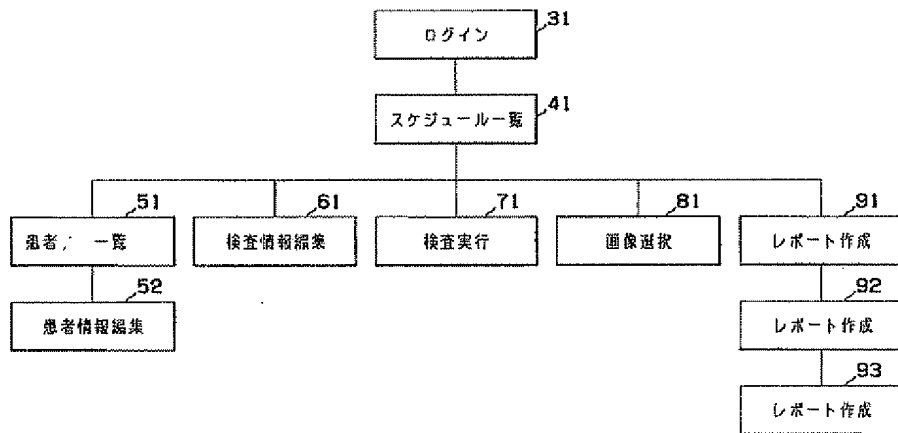 ログイン
31
スケジュール一覧
41
患者 一覧
51
検査情報編集
61
検査実行
71
画像選択
81
レポート作成
91
患者情報編集
52
レポート作成
92
レポート作成
93